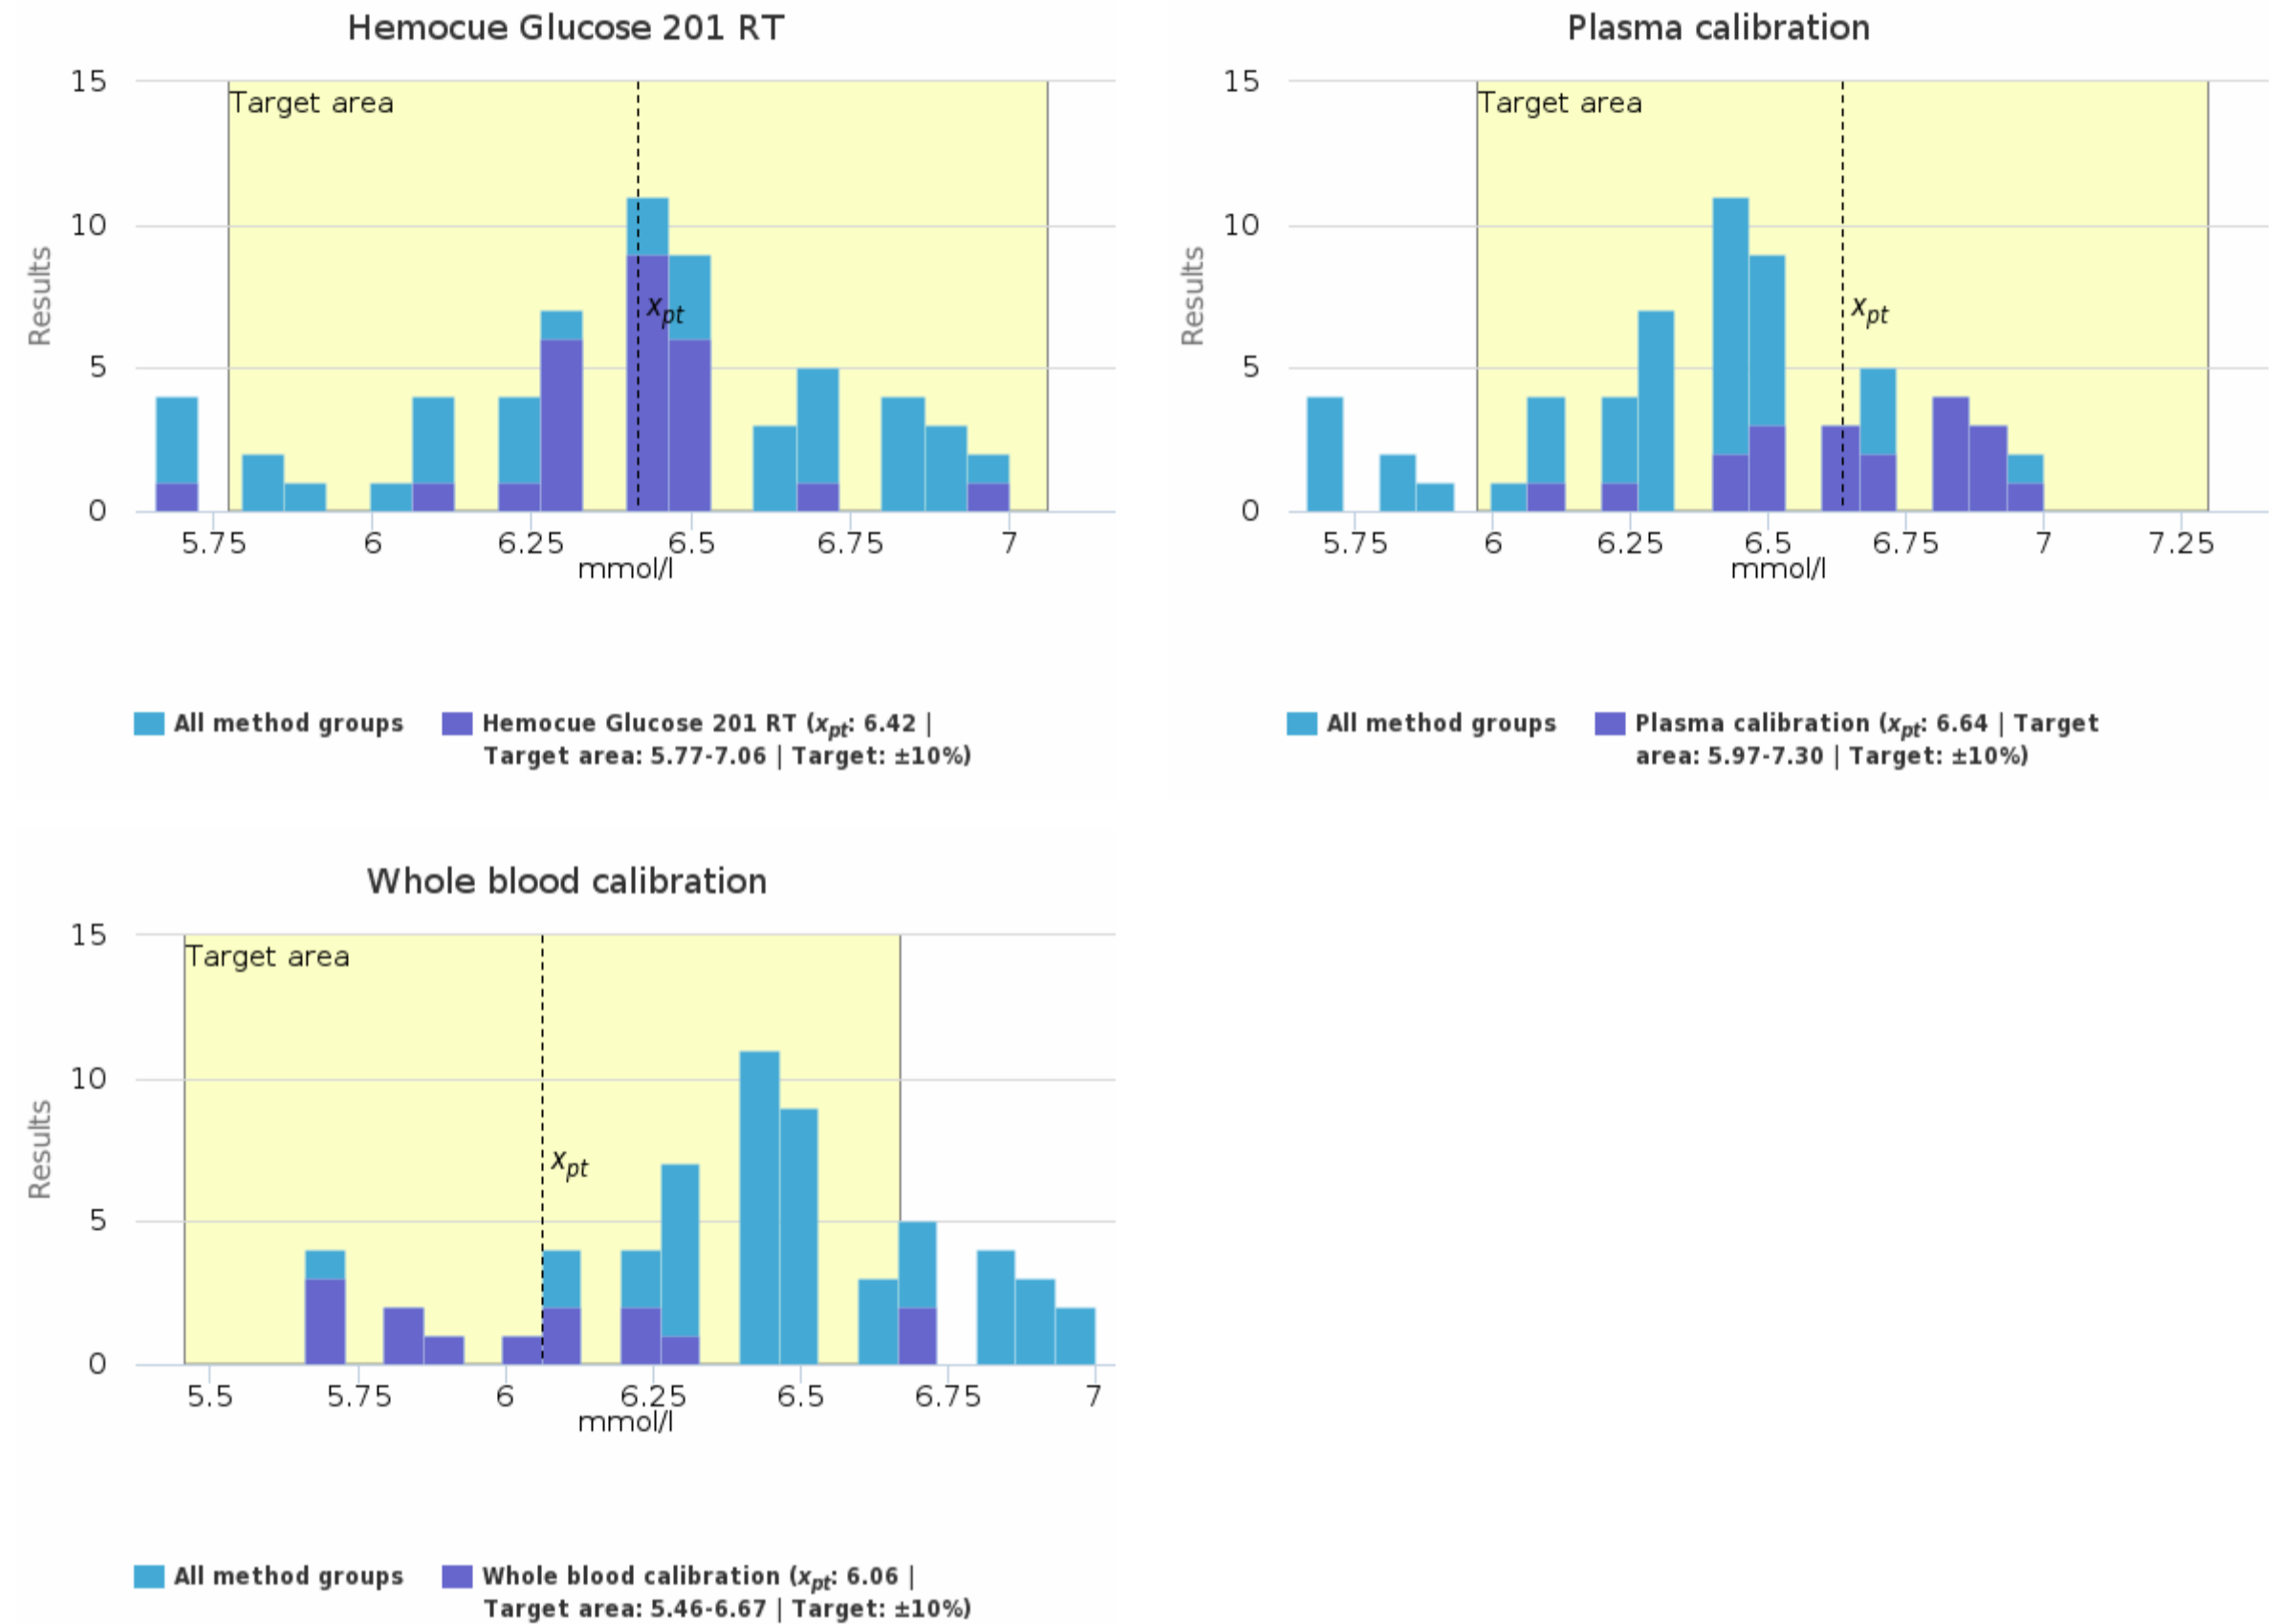 Hemocue Glucose 201 RT
15
Target area
10
Results
x_pt
5
0
5.75 6 6.25 6.5 6.75 7
mmol/l
All method groups
Hemocue Glucose 201 RT (x_pt: 6.42 |
Target area: 5.77-7.06 | Target: ±10%)
Plasma calibration
15
Target area
10
Results
x_pt
5
0
5.75 6 6.25 6.5 6.75 7 7.25
mmol/l
All method groups
Plasma calibration (x_pt: 6.64 | Target
area: 5.97-7.30 | Target: ±10%)
Whole blood calibration
15
Target area
10
Results
x_pt
5
0
5.5 5.75 6 6.25 6.5 6.75 7
mmol/l
All method groups
Whole blood calibration (x_pt: 6.06 |
Target area: 5.46-6.67 | Target: ±10%)